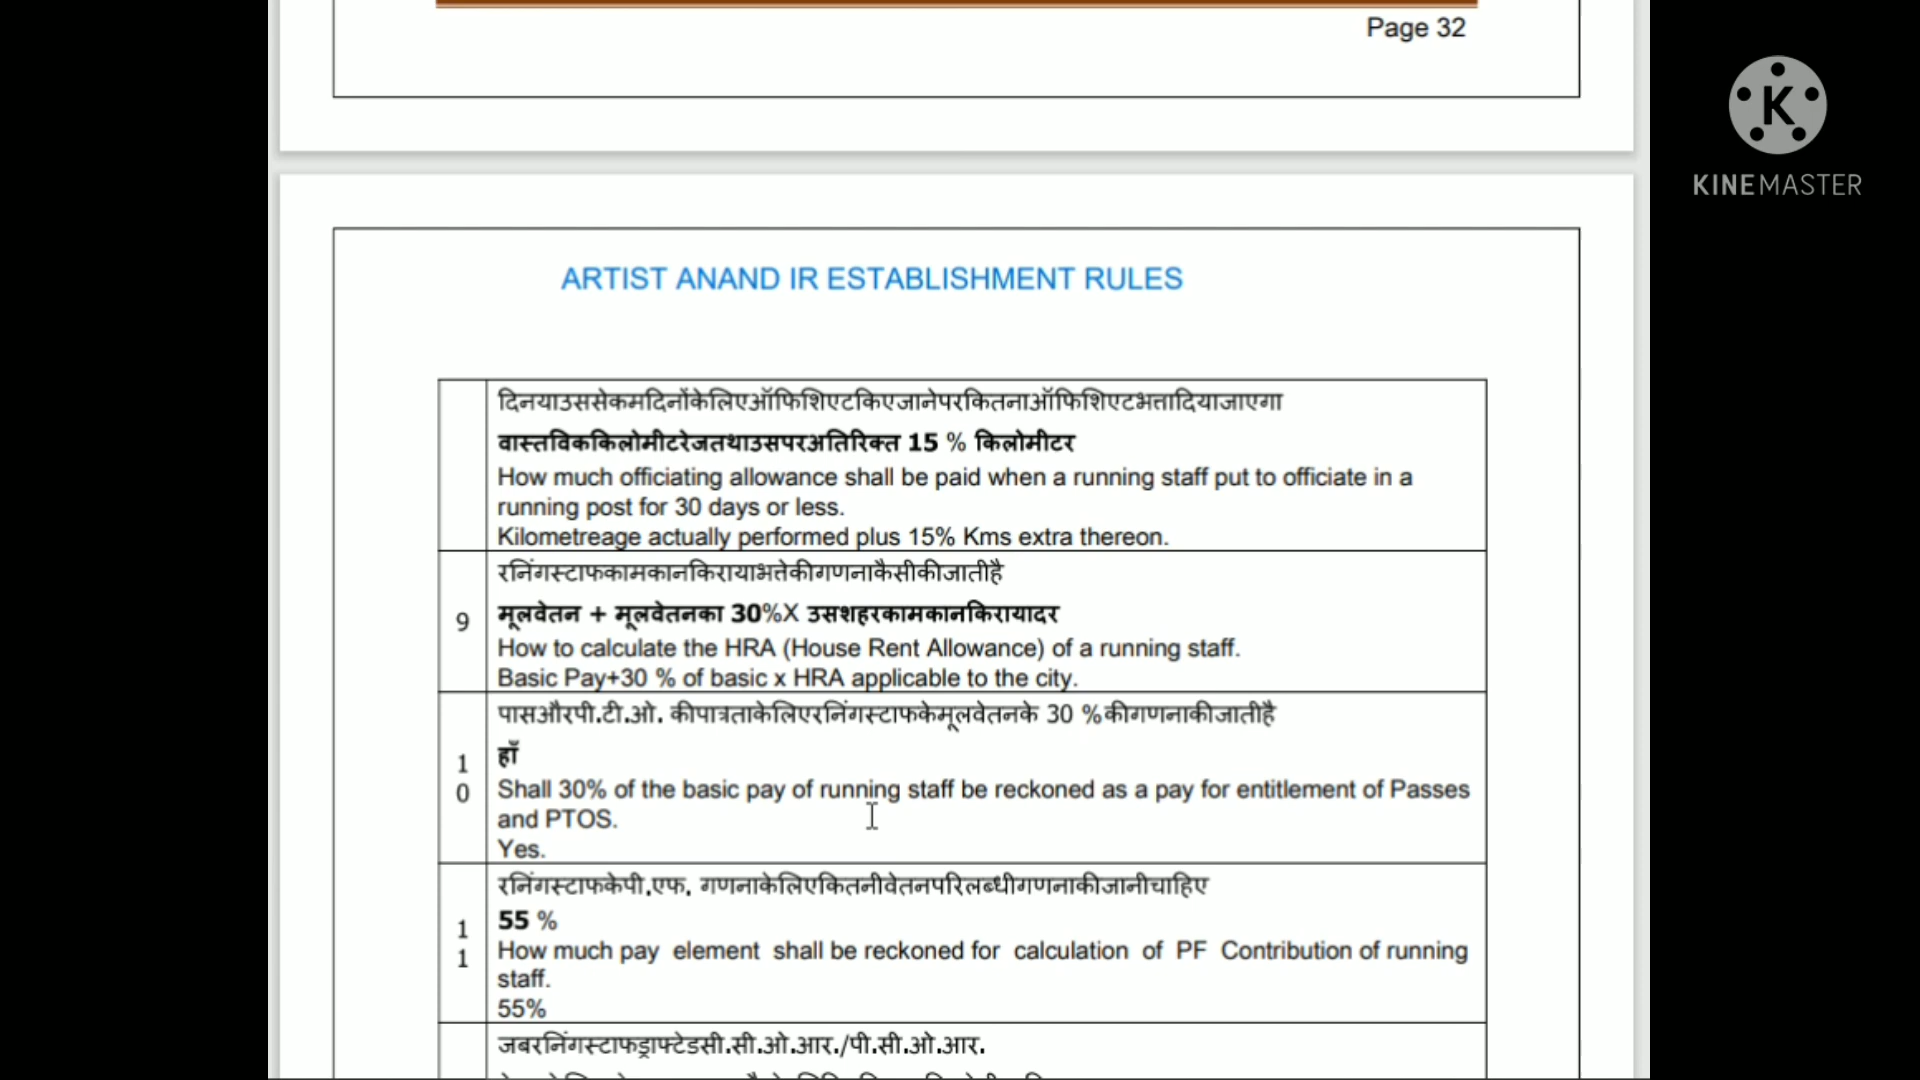 Page 32
K
KINEMASTER
ARTIST ANAND IR ESTABLISHMENT RULES
दिनयाउससेकमदिनोंकेलिएऑफिशिएटकिएजानेपरकितनाऑफिशिएटभत्तादियाजाएगा
वास्तविककिलोमीटरेजतथाउसपरअतिरिक्त 15 % किलोमीटर
How much officiating allowance shall be paid when a running staff put to officiate in a
running post for 30 days or less.
Kilometreage actually performed plus 15% Kms extra thereon.
रनिंगस्टाफकामकानकिरायाभत्तेकीगणनाकैसीकीजातीहै
9
मूलवेतन + मूलवेतनका 30%X उसशहरकामकानकिरायादर
How to calculate the HRA (House Rent Allowance) of a running staff.
Basic Pay+30 % of basic x HRA applicable to the city.
पासऔरपी.टी.ओ. कीपात्रताकेलिएरनिंगस्टाफकेमूलवेतनके 30 %कीगणनाकीजातीहै
10
हाँ
Shall 30% of the basic pay of running staff be reckoned as a pay for entitlement of Passes
and PTOS.
Yes.
रनिंगस्टाफकेपी.एफ. गणनाकेलिएकितनीवेतनपरिलब्धीगणनाकीजानीचाहिए
11
55 %
How much pay element shall be reckoned for calculation of PF Contribution of running
staff.
55%
जबरनिंगस्टाफड्राफ्टेडसी.सी.ओ.आर./पी.सी.ओ.आर.